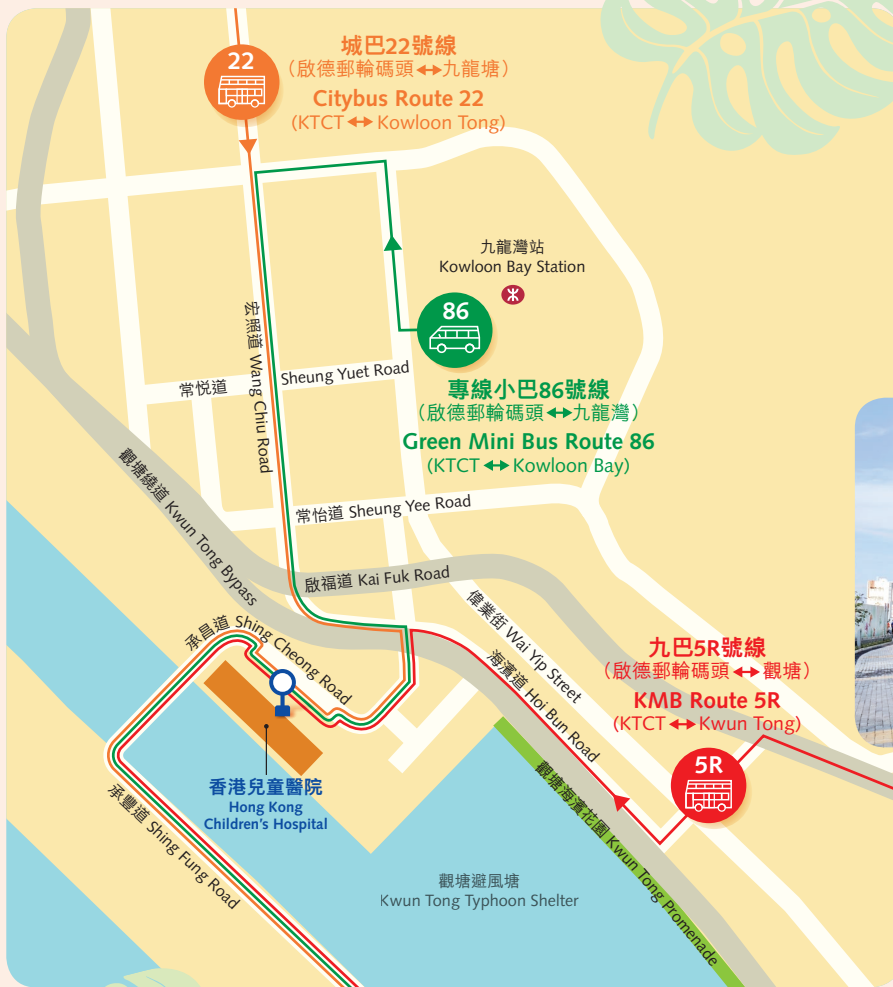 22
城巴22號線
（啟德郵輪碼頭↔九龍塘）
Citybus Route 22
(KTCT ↔ Kowloon Tong)
九龍灣站
Kowloon Bay Station
86
專線小巴86號線
（啟德郵輪碼頭↔九龍灣）
Green Mini Bus Route 86
(KTCT ↔ Kowloon Bay)
宏照道 Wang Chiu Road
常悦道 Sheung Yuet Road
觀塘繞道 Kwun Tong Bypass
常怡道 Sheung Yee Road
啟福道 Kai Fuk Road
偉業街 Wai Yip Street
海濱道 Hoi Bun Road
承昌道 Shing Cheong Road
九巴5R號線
（啟德郵輪碼頭↔觀塘）
KMB Route 5R
(KTCT ↔ Kwun Tong)
5R
香港兒童醫院
Hong Kong
Children's Hospital
承豐道 Shing Fung Road
觀塘海濱花園 Kwun Tong Promenade
觀塘避風塘
Kwun Tong Typhoon Shelter